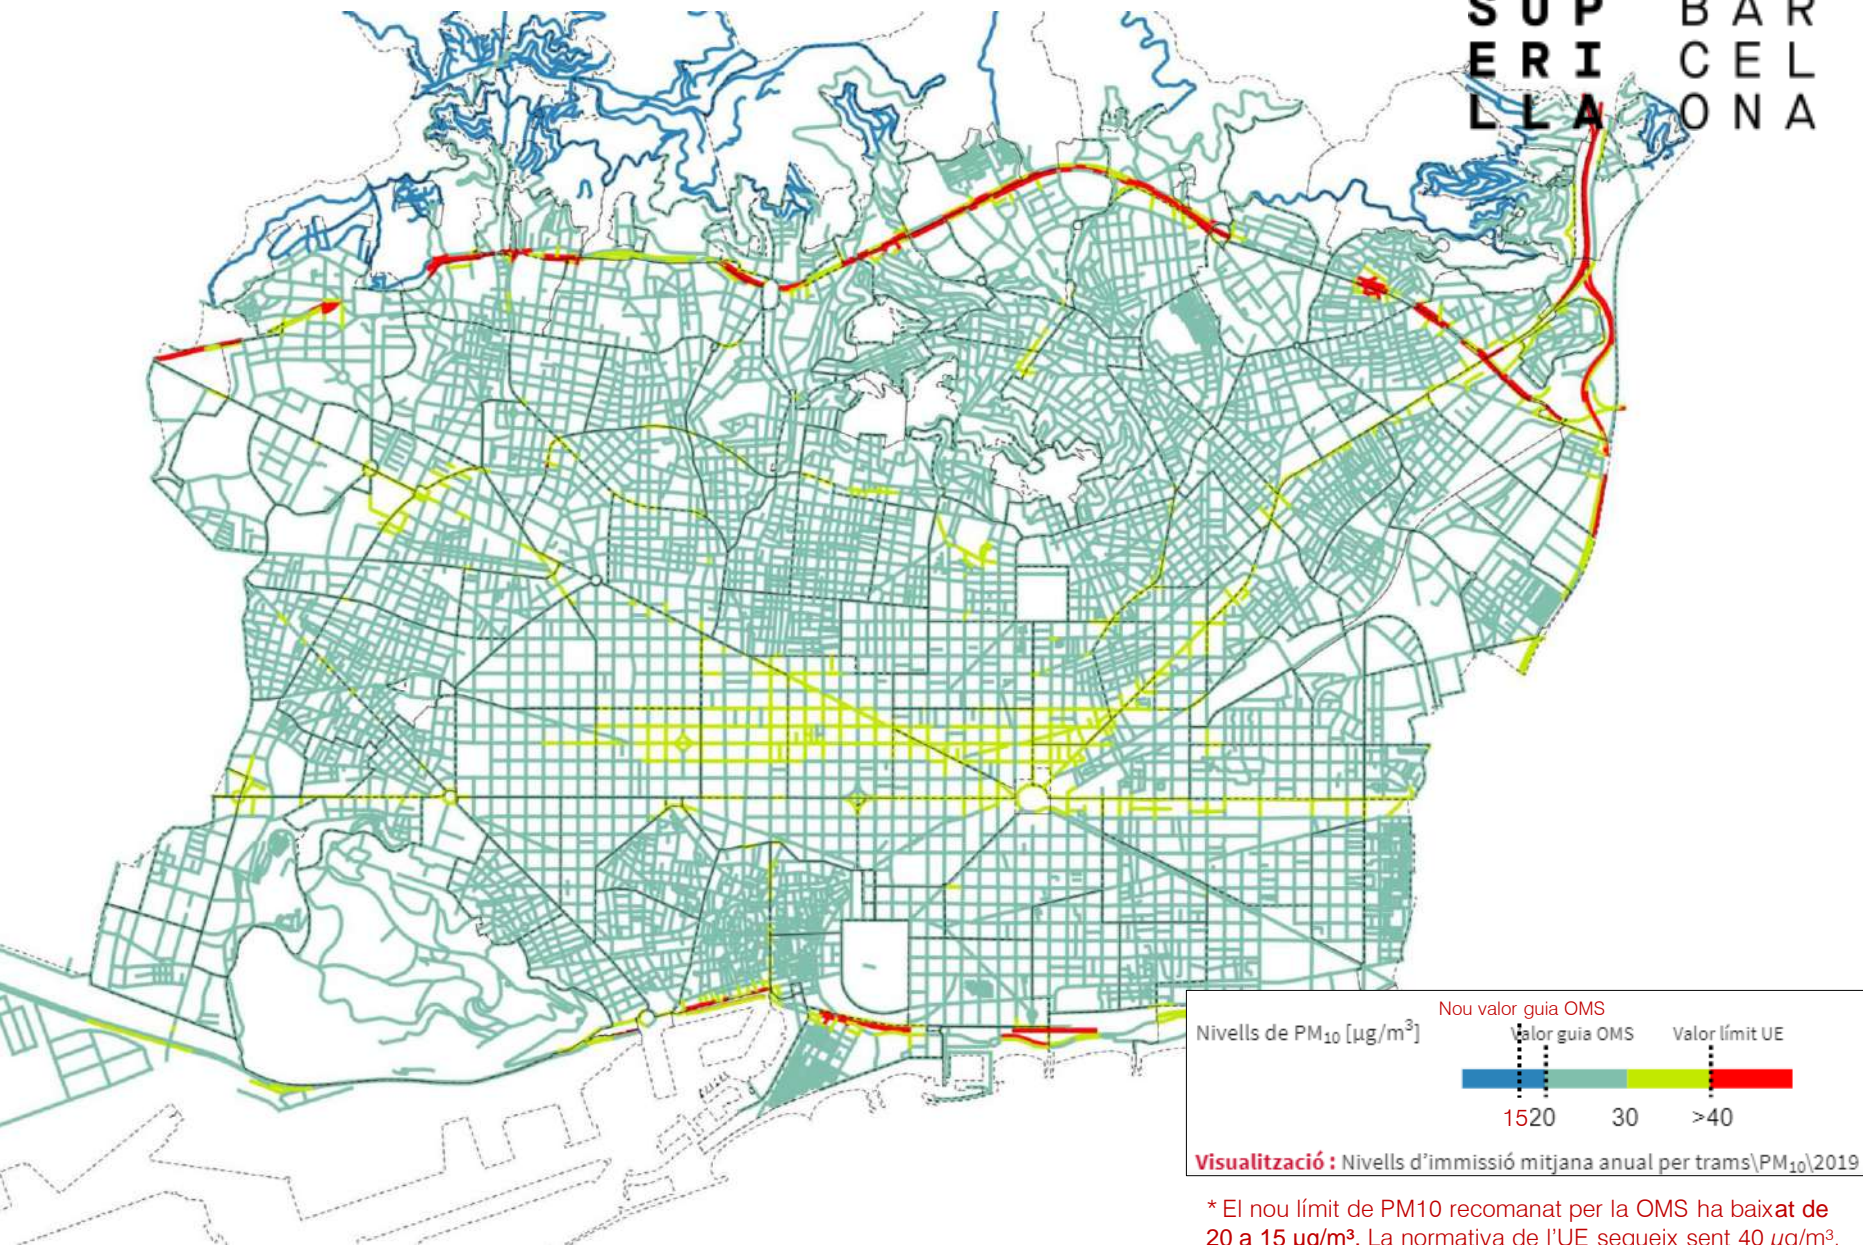 SUP BAR
ERI CEL
LLA ONA
Nou valor guia OMS
Nivells de PM₁₀ [µg/m³]
Valor guia OMS
Valor límit UE
15 20 30 >40
Visualització : Nivells d'immissió mitjana anual per trams\PM₁₀\2019
* El nou límit de PM10 recomanat per la OMS ha baixat de
20 a 15 µg/m³. La normativa de l'UE segueix sent 40 µg/m³.